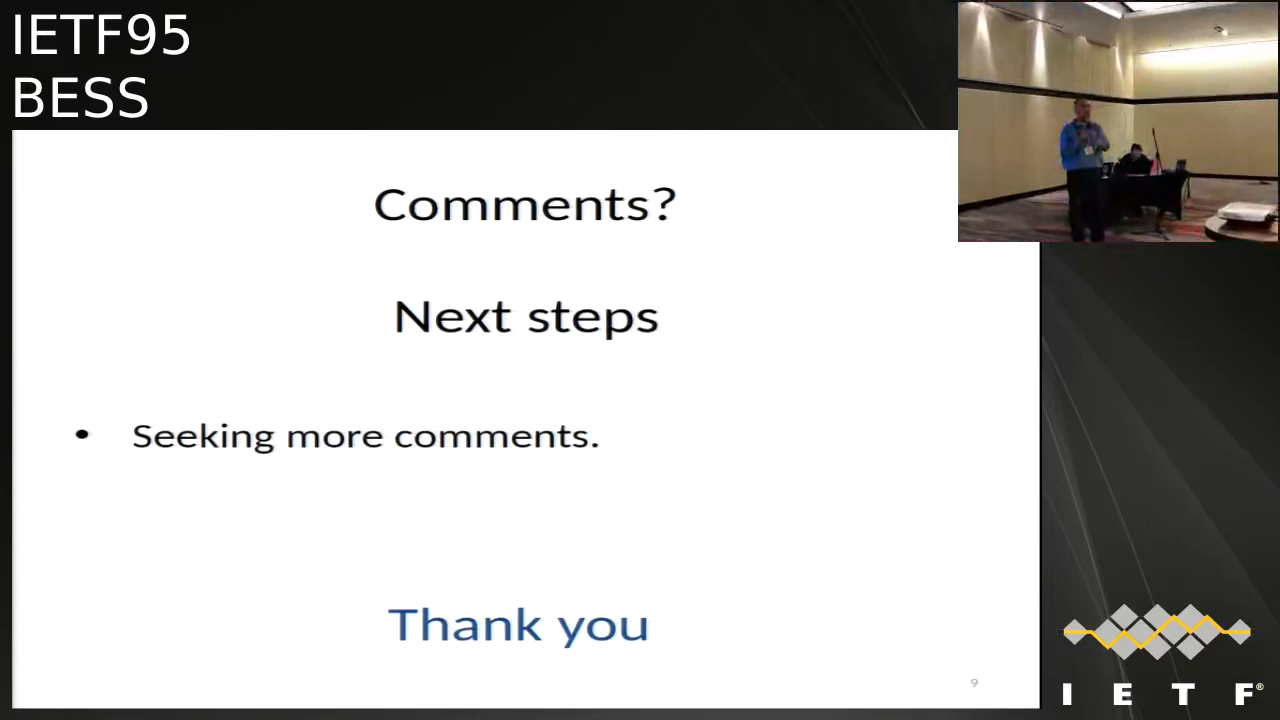 IETF95
BESS
Comments?
Next steps
• Seeking more comments.
Thank you
9
I E T F®